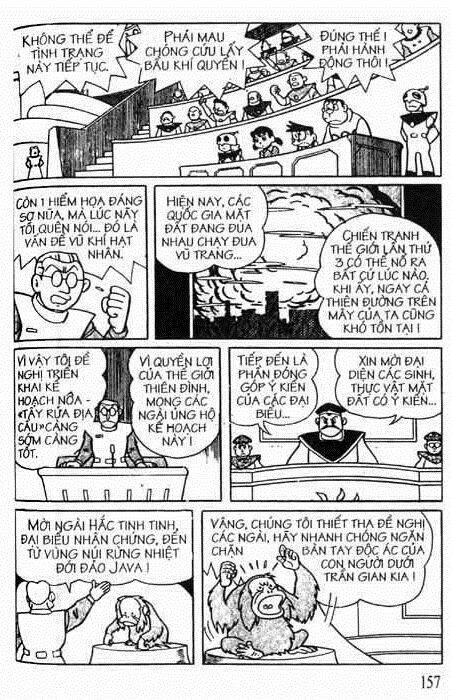 KHÔNG THỂ ĐỂ
TÌNH TRẠNG
NÀY TIẾP TỤC.
PHẢI MAU
CHÓNG CỨU LẤY
BẦU KHÍ QUYỂN !
ĐÚNG THẾ !
PHẢI HÀNH
ĐỘNG THÔI !
CÒN 1 HIỂM HỌA ĐÁNG
SỢ NỮA, MÀ LÚC NÃY
TÔI QUÊN NÓI... ĐÓ LÀ
VẤN ĐỀ VŨ KHÍ HẠT
NHÂN.
HIỆN NAY, CÁC
QUỐC GIA MẶT
ĐẤT ĐANG ĐUA
NHAU CHẠY ĐUA
VŨ TRANG...
CHIẾN TRANH
THẾ GIỚI LẦN THỨ
3 CÓ THỂ NỔ RA
BẤT CỨ LÚC NÀO.
KHI ẤY, NGAY CẢ
THIÊN ĐƯỜNG TRÊN
MÂY CỦA TA CŨNG
KHÓ TỒN TẠI !
VÌ VẬY TÔI ĐỀ
NGHỊ TRIỂN
KHAI KẾ
HOẠCH NÔA -
«TẨY RỬA ĐỊA
CẦU» CÀNG
SỚM CÀNG
TỐT.
VÌ QUYỀN LỢI
CỦA THẾ GIỚI
THIÊN ĐÌNH,
MONG CÁC
NGÀI ỦNG HỘ
KẾ HOẠCH
NÀY !
TIẾP ĐẾN LÀ
PHẦN ĐÓNG
GÓP Ý KIẾN
CỦA CÁC ĐẠI
BIỂU...
XIN MỜI ĐẠI
DIỆN CÁC SINH,
THỰC VẬT MẶT
ĐẤT CÓ Ý KIẾN...
MỜI NGÀI HẮC TINH TINH,
ĐẠI BIỂU NHÂN CHỨNG, ĐẾN
TỪ VÙNG NÚI RỪNG NHIỆT
ĐỚI ĐẢO JAVA !
VÂNG, CHÚNG TÔI THIẾT THA ĐỀ NGHỊ
CÁC NGÀI, HÃY NHANH CHÓNG NGĂN
CHẶN BÀN TAY ĐỘC ÁC CỦA
CON NGƯỜI DƯỚI
TRẦN GIAN KIA !
157